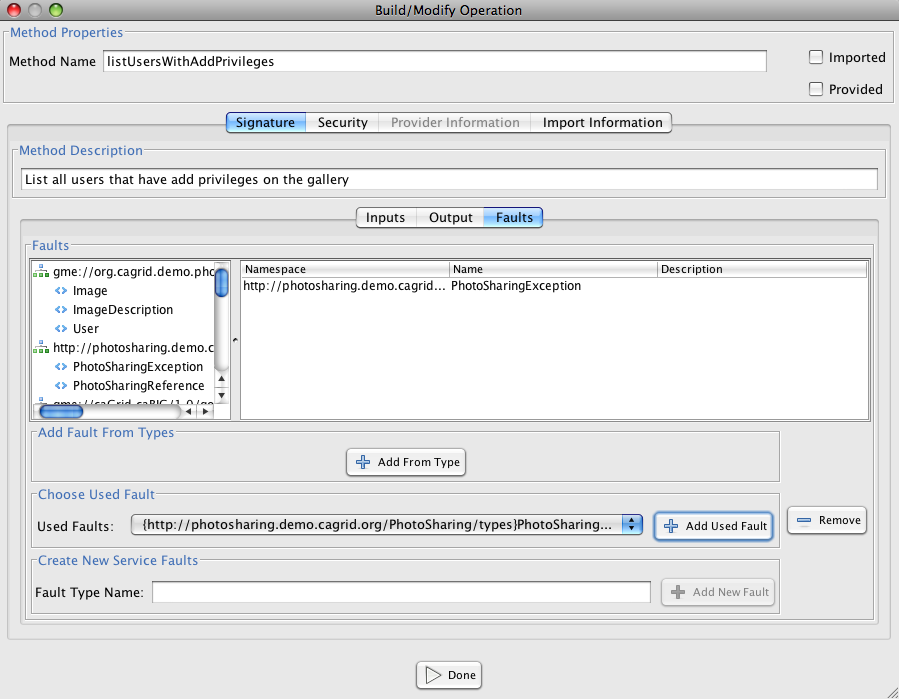 Build/Modify Operation
Method Properties
Method Name listUsersWithAddPrivileges
Imported
Provided
Signature Security Provider Information Import Information
Method Description
List all users that have add privileges on the gallery
Inputs Output Faults
Faults
gme://org.cagrid.demo.pho
Image
ImageDescription
User
http://photosharing.demo.c
PhotoSharingException
PhotoSharingReference
Namespace Name Description
http://photosharing.demo.cagrid... PhotoSharingException
Add Fault From Types
Add From Type
Choose Used Fault
Used Faults: {http://photosharing.demo.cagrid.org/PhotoSharing/types}PhotoSharing... Add Used Fault
Remove
Create New Service Faults
Fault Type Name: Add New Fault
Done